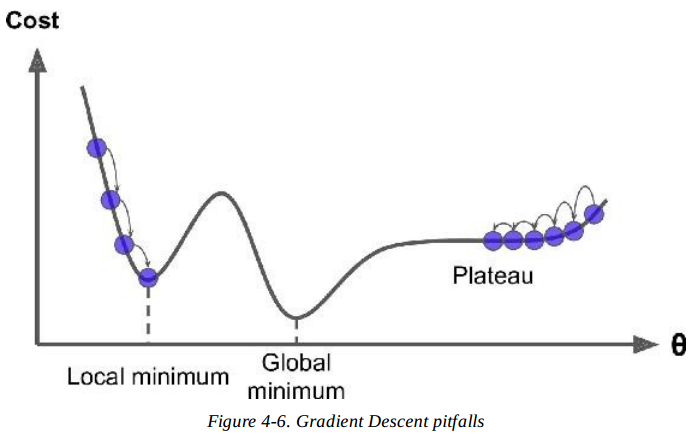 Cost
Plateau
θ
Local minimum
Global
minimum
Figure 4-6. Gradient Descent pitfalls